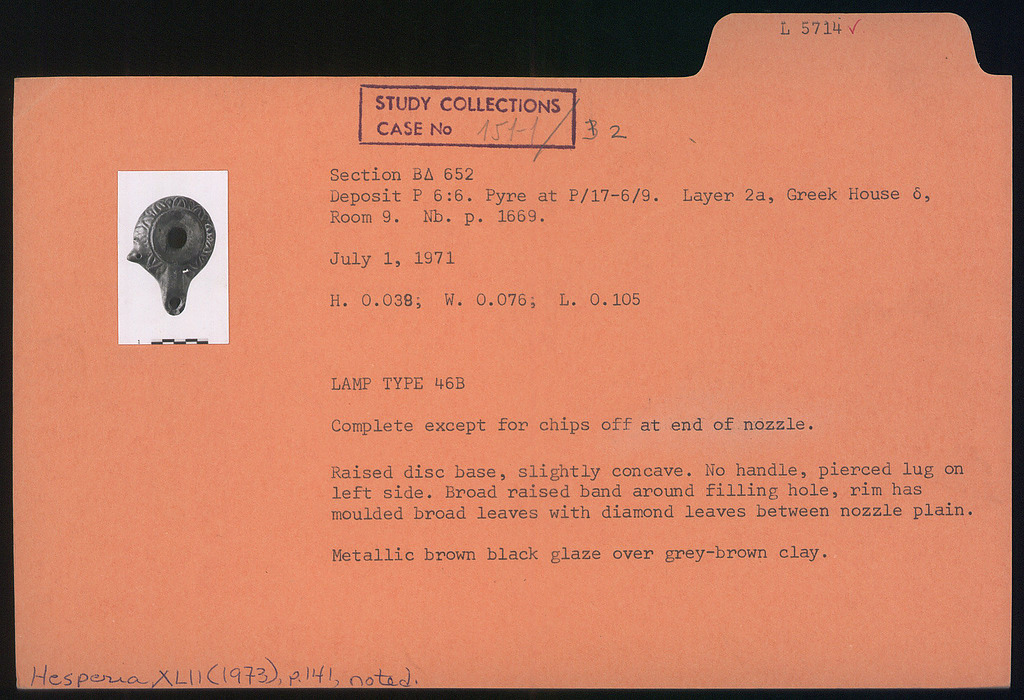 L 5714 ✓
STUDY COLLECTIONS
CASE No 2
Section BΔ 652
Deposit P 6:6. Pyre at P/17-6/9. Layer 2a, Greek House δ,
Room 9. Nb. p. 1669.
July 1, 1971
H. 0.038; W. 0.076; L. 0.105
LAMP TYPE 46B
Complete except for chips off at end of nozzle.
Raised disc base, slightly concave. No handle, pierced lug on
left side. Broad raised band around filling hole, rim has
moulded broad leaves with diamond leaves between nozzle plain.
Metallic brown black glaze over grey-brown clay.
Hesperia, XLII (1973), p. 141, noted.